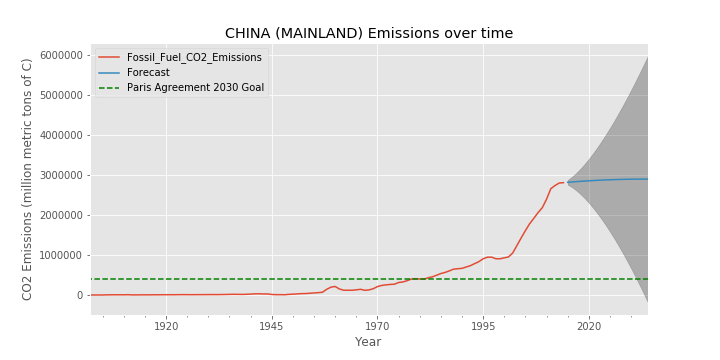 CHINA (MAINLAND) Emissions over time
Fossil_Fuel_CO2_Emissions
Forecast
Paris Agreement 2030 Goal
CO2 Emissions (million metric tons of C)
6000000
5000000
4000000
3000000
2000000
1000000
0
1920
1945
1970
1995
2020
Year